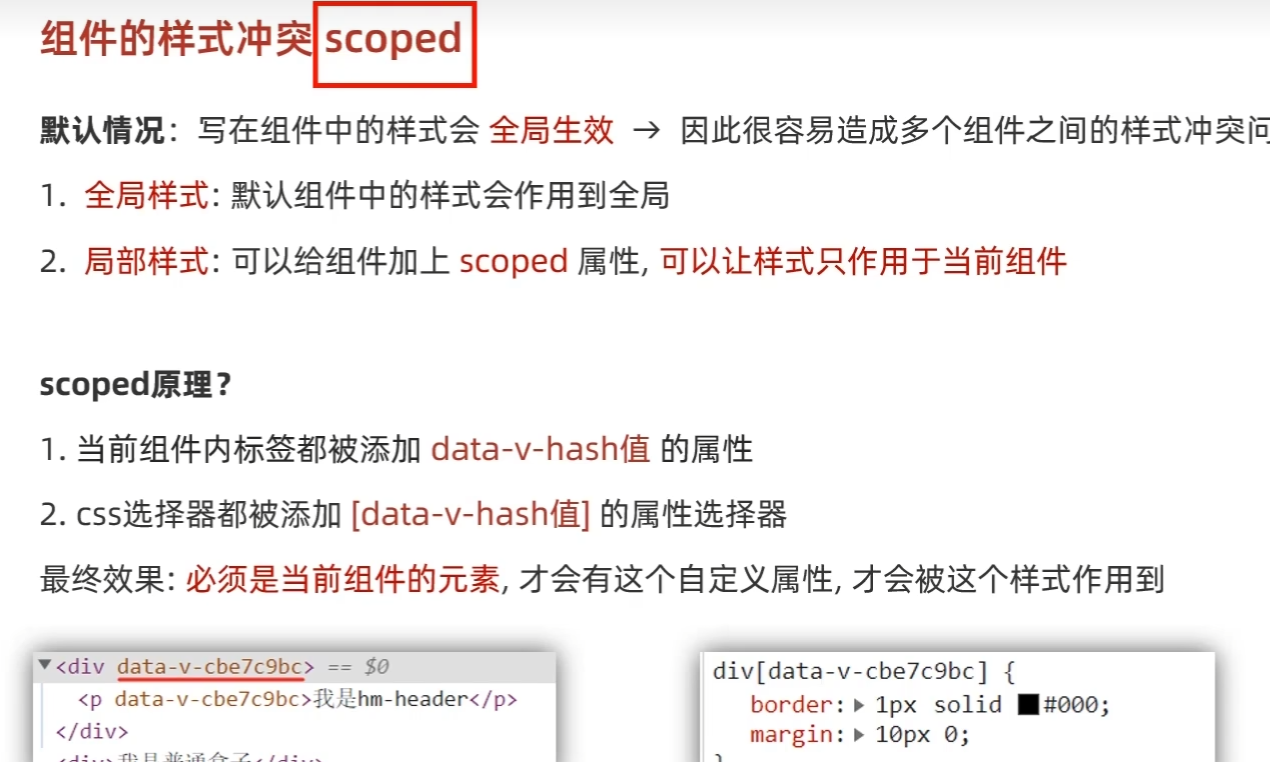 组件的样式冲突 scoped
默认情况：写在组件中的样式会 全局生效 → 因此很容易造成多个组件之间的样式冲突问
1. 全局样式: 默认组件中的样式会作用到全局
2. 局部样式: 可以给组件加上 scoped 属性, 可以让样式只作用于当前组件
scoped原理？
1. 当前组件内标签都被添加 data-v-hash值 的属性
2. css选择器都被添加 [data-v-hash值] 的属性选择器
最终效果: 必须是当前组件的元素, 才会有这个自定义属性, 才会被这个样式作用到
▼<div data-v-cbe7c9bc> == $0
<p data-v-cbe7c9bc>我是hm-header</p>
</div>
<div>我是普通盒子</div>
div[data-v-cbe7c9bc] {
border:▶ 1px solid #000;
margin:▶ 10px 0;
}